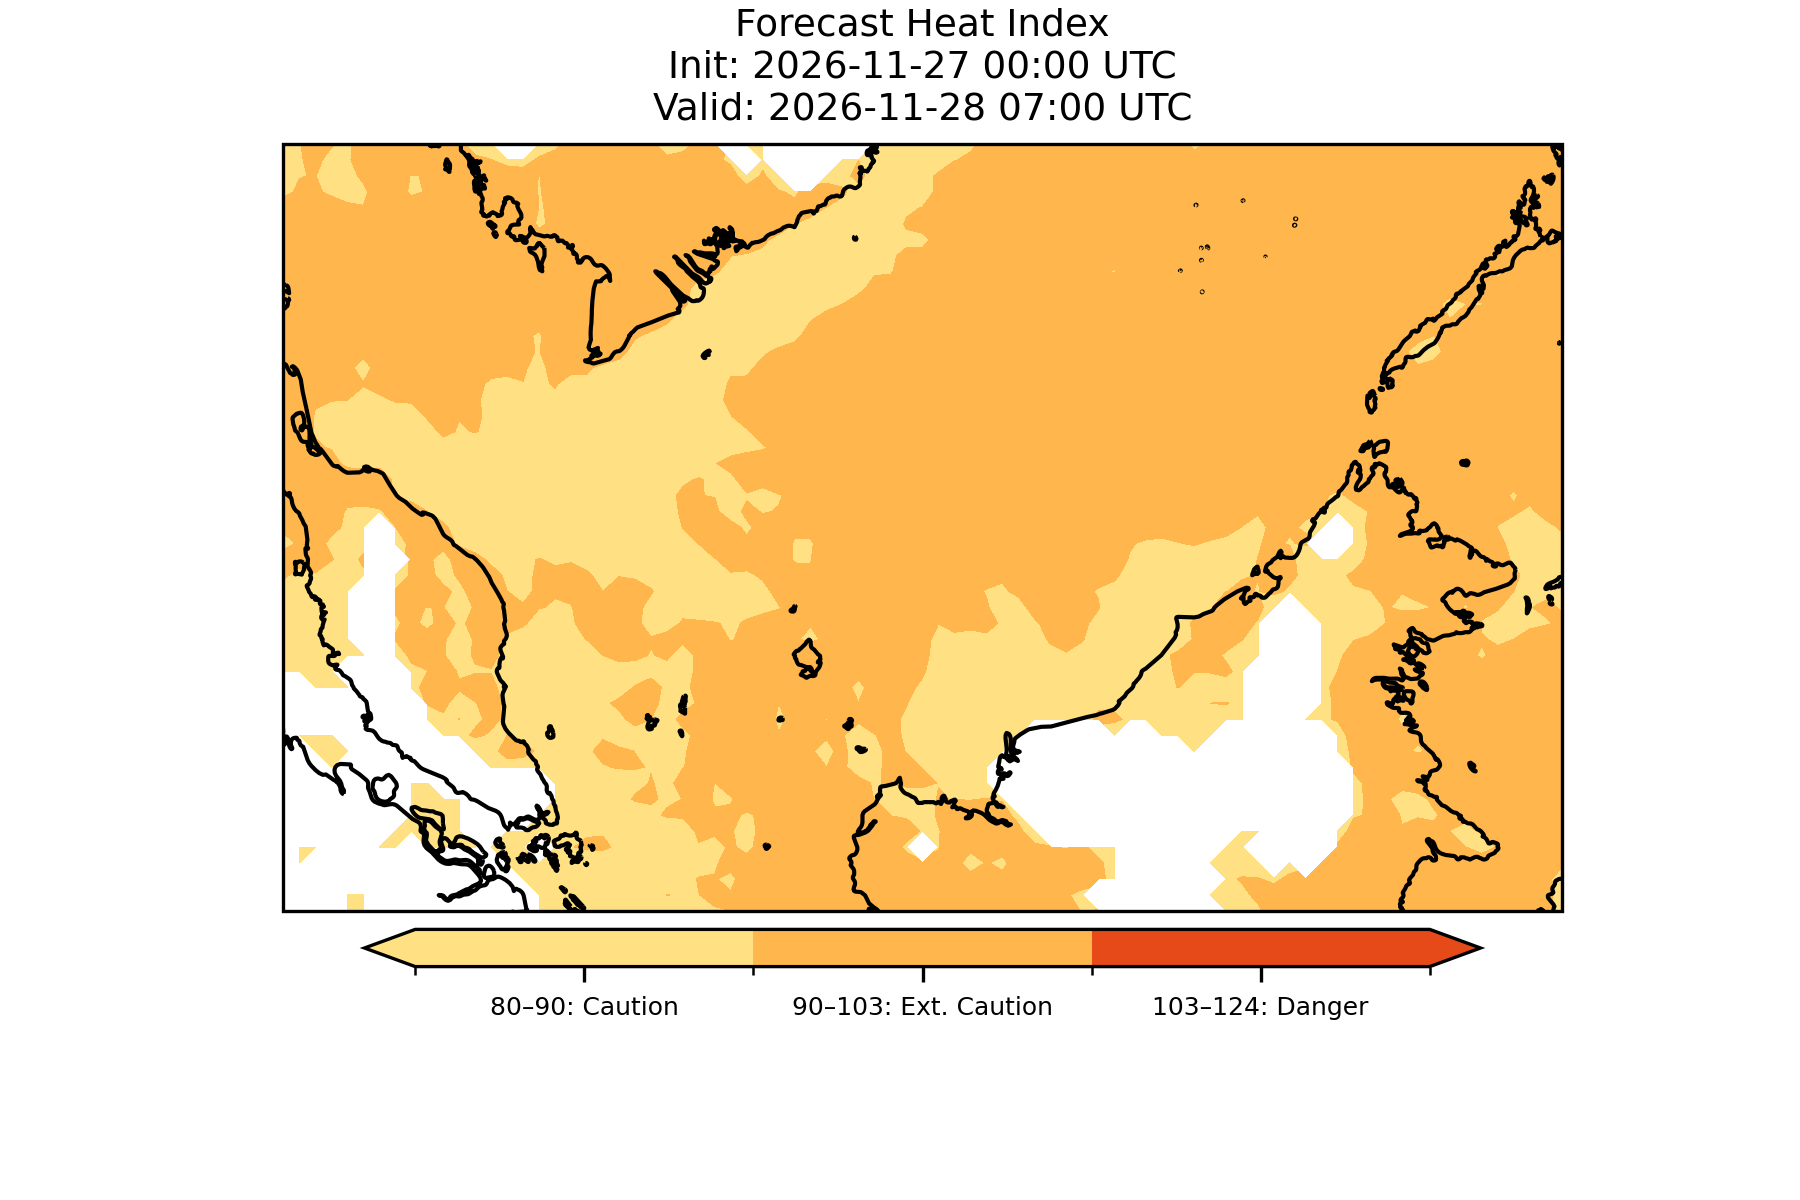 Forecast Heat Index
Init: 2026-11-27 00:00 UTC
Valid: 2026-11-28 07:00 UTC
80–90: Caution
90–103: Ext. Caution
103–124: Danger